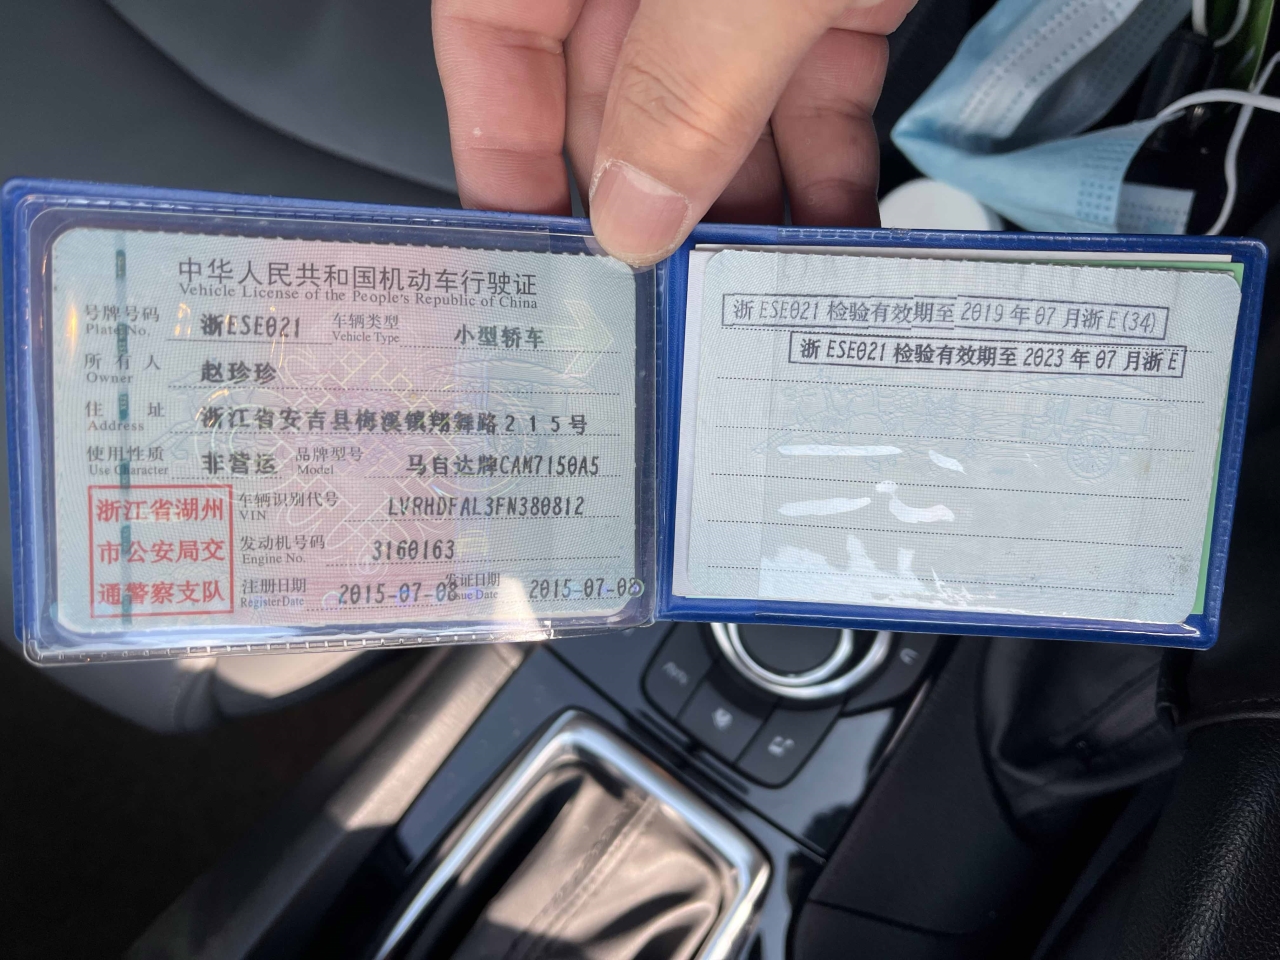 中华人民共和国机动车行驶证
Vehicle License of the People's Republic of China
号牌号码 浙ESE021 车辆类型 小型轿车
Plate No. Vehicle Type
所有人 赵珍珍
Owner
住址 浙江省安吉县梅溪镇翔舞路215号
Address
使用性质 非营运 品牌型号 马自达牌CAM7150A5
Use Character Model
浙江省湖州
市公安局交
通警察支队
车辆识别代号 LVRHDFAL3FN380812
VIN
发动机号码 3160163
Engine No.
注册日期 2015-07-08 发证日期 2015-07-08
Register Date Issue Date
浙ESE021 检验有效期至 2019年07月浙E(34)
浙ESE021 检验有效期至 2023年07月浙E